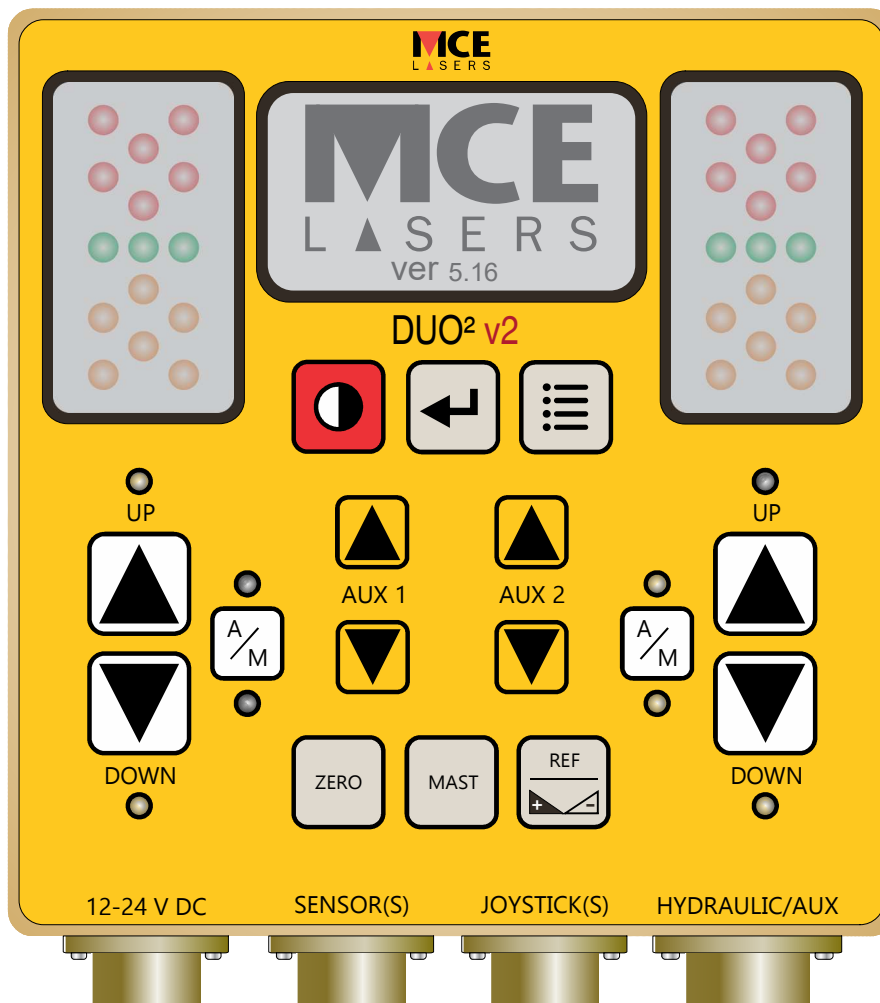 MCE
LASERS
MCE
LASERS
ver 5.16
DUO² v2
UP
UP
AUX 1
AUX 2
A/M
A/M
DOWN
ZERO
MAST
REF
+ −
DOWN
12-24 V DC
SENSOR(S)
JOYSTICK(S)
HYDRAULIC/AUX